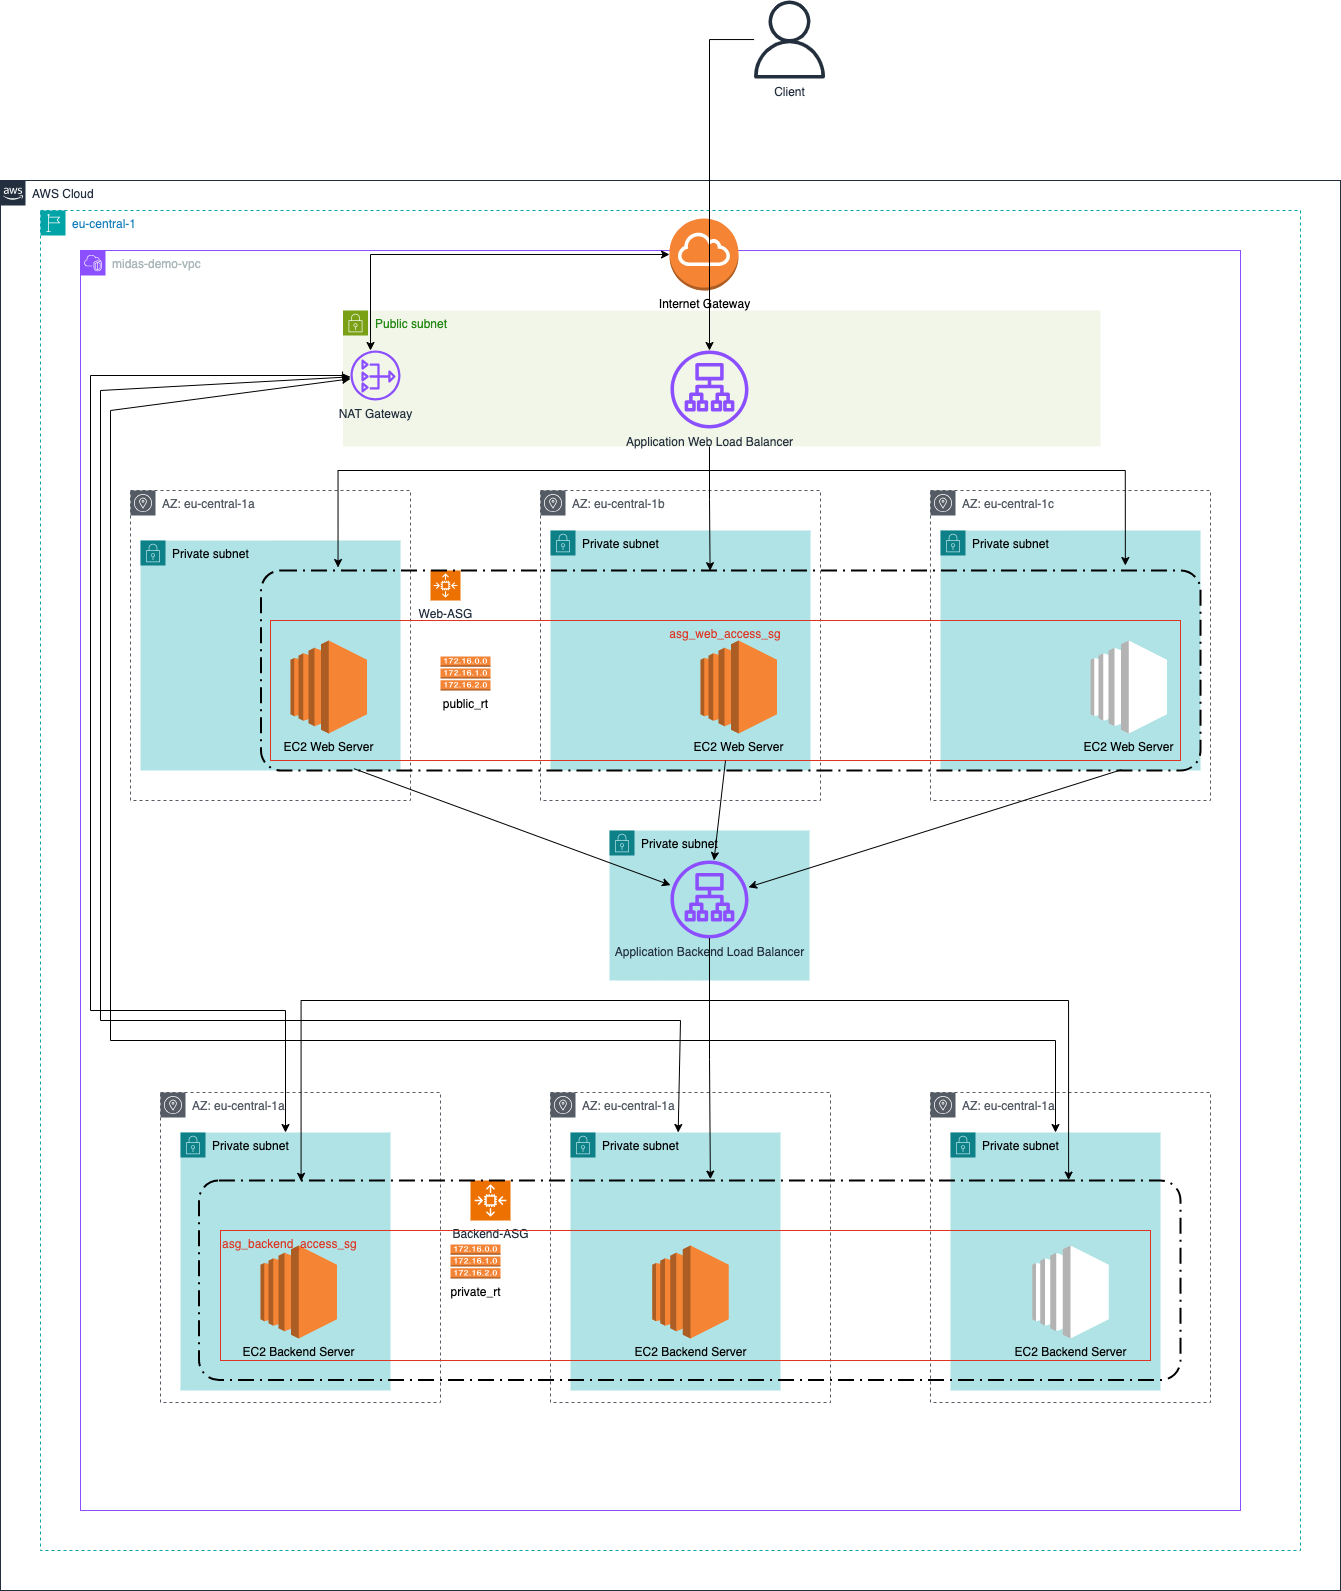 Client
aws
AWS Cloud
eu-central-1
midas-demo-vpc
Internet Gateway
Public subnet
NAT Gateway
Application Web Load Balancer
AZ: eu-central-1a
AZ: eu-central-1b
AZ: eu-central-1c
Private subnet
Private subnet
Private subnet
Web-ASG
asg_web_access_sg
172.16.0.0
172.16.1.0
172.16.2.0
public_rt
EC2 Web Server
EC2 Web Server
EC2 Web Server
Private subnet
Application Backend Load Balancer
AZ: eu-central-1a
AZ: eu-central-1a
AZ: eu-central-1a
Private subnet
Private subnet
Private subnet
Backend-ASG
asg_backend_access_sg
172.16.0.0
172.16.1.0
172.16.2.0
private_rt
EC2 Backend Server
EC2 Backend Server
EC2 Backend Server